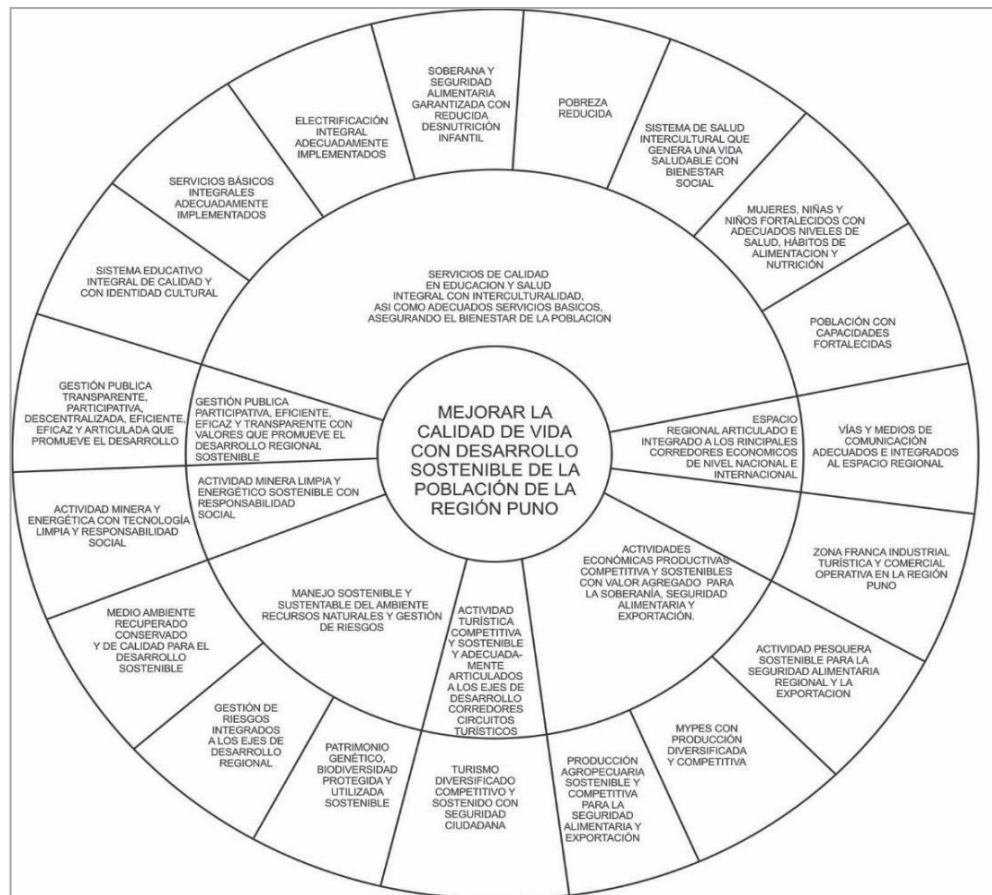 SOBERANA Y
SEGURIDAD
ALIMENTARIA
GARANTIZADA CON
REDUCIDA
DESNUTRICIÓN
INFANTIL
POBREZA
REDUCIDA
SISTEMA DE SALUD
INTERCULTURAL QUE
GENERA UNA VIDA
SALUDABLE CON
BIENESTAR
SOCIAL
MUJERES, NIÑAS Y
NIÑOS FORTALECIDOS CON
ADECUADOS NIVELES DE
SALUD, HÁBITOS DE
ALIMENTACION Y
NUTRICIÓN
POBLACIÓN CON
CAPACIDADES
FORTALECIDAS
VÍAS Y MEDIOS DE
COMUNICACIÓN
ADECUADOS E INTEGRADOS
AL ESPACIO REGIONAL
ZONA FRANCA INDUSTRIAL
TURÍSTICA Y COMERCIAL
OPERATIVA EN LA REGIÓN
PUNO
ACTIVIDAD PESQUERA
SOSTENIBLE PARA LA
SEGURIDAD ALIMENTARIA
REGIONAL Y LA
EXPORTACION
MYPES CON
PRODUCCIÓN
DIVERSIFICADA
Y COMPETITIVA
PRODUCCIÓN
AGROPECUARIA
SOSTENIBLE Y
COMPETITIVA
PARA LA
SEGURIDAD
ALIMENTARIA Y
EXPORTACIÓN
TURISMO
DIVERSIFICADO
COMPETITIVO Y
SOSTENIDO CON
SEGURIDAD
CIUDADANA
PATRIMONIO
GENÉTICO,
BIODIVERSIDAD
PROTEGIDA Y
UTILIZADA
SOSTENIBLE
GESTIÓN DE
RIESGOS
INTEGRADOS
A LOS EJES DE
DESARROLLO
REGIONAL
MEDIO AMBIENTE
RECUPERADO
CONSERVADO
Y DE CALIDAD PARA EL
DESARROLLO
SOSTENIBLE
ACTIVIDAD MINERA Y
ENERGÉTICA CON TECNOLOGÍA
LIMPIA Y RESPONSABILIDAD
SOCIAL
GESTIÓN PUBLICA
TRANSPARENTE,
PARTICIPATIVA,
DESCENTRALIZADA, EFICIENTE,
EFICAZ Y ARTICULADA QUE
PROMUEVE EL DESARROLLO
SISTEMA EDUCATIVO
INTEGRAL DE CALIDAD Y
CON IDENTIDAD CULTURAL
SERVICIOS BÁSICOS
INTEGRALES
ADECUADAMENTE
IMPLEMENTADOS
ELECTRIFICACIÓN
INTEGRAL
ADECUADAMENTE
IMPLEMENTADOS
SERVICIOS DE CALIDAD
EN EDUCACION Y SALUD
INTEGRAL CON INTERCULTURALIDAD,
ASI COMO ADECUADOS SERVICIOS BASICOS,
ASEGURANDO EL BIENESTAR DE LA POBLACION
ESPACIO
REGIONAL ARTICULADO E
INTEGRADO A LOS RINCIPALES
CORREDORES ECONOMICOS
DE NIVEL NACIONAL E
INTERNACIONAL
ACTIVIDADES
ECONÓMICAS PRODUCTIVAS
COMPETITIVA Y SOSTENIBLES
CON VALOR AGREGADO PARA
LA SOBERANÍA, SEGURIDAD
ALIMENTARIA Y
EXPORTACIÓN.
ACTIVIDAD
TURÍSTICA
COMPETITIVA
Y SOSTENIBLE
Y ADECUADA-
MENTE
ARTICULADOS
A LOS EJES DE
DESARROLLO
CORREDORES
CIRCUITOS
TURÍSTICOS
MANEJO SOSTENIBLE Y
SUSTENTABLE DEL AMBIENTE
RECURSOS NATURALES Y GESTIÓN
DE RIESGOS
ACTIVIDAD MINERA LIMPIA Y
ENERGÉTICO SOSTENIBLE CON
RESPONSABILIDAD
SOCIAL
GESTIÓN PUBLICA
PARTICIPATIVA, EFICIENTE,
EFICAZ Y TRANSPARENTE CON
VALORES QUE PROMUEVE EL
DESARROLLO REGIONAL
SOSTENIBLE
MEJORAR LA
CALIDAD DE VIDA
CON DESARROLLO
SOSTENIBLE DE LA
POBLACIÓN DE LA
REGIÓN PUNO